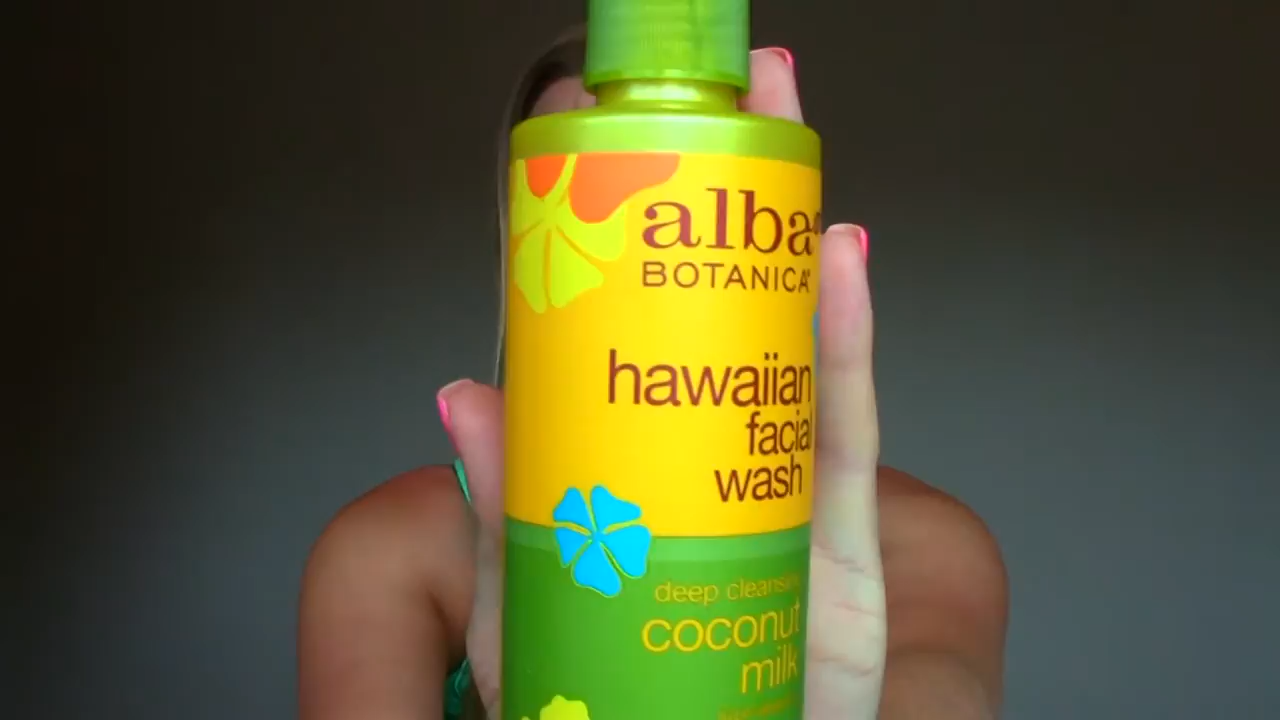 alba
BOTANICA
hawaiian
facial
wash
deep cleansing
coconut
milk